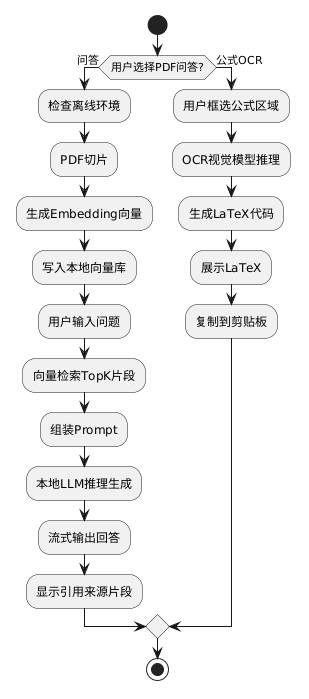 用户选择PDF问答?
问答
公式OCR
检查离线环境
PDF切片
生成Embedding向量
写入本地向量库
用户输入问题
向量检索TopK片段
组装Prompt
本地LLM推理生成
流式输出回答
显示引用来源片段
用户框选公式区域
OCR视觉模型推理
生成LaTeX代码
展示LaTeX
复制到剪贴板